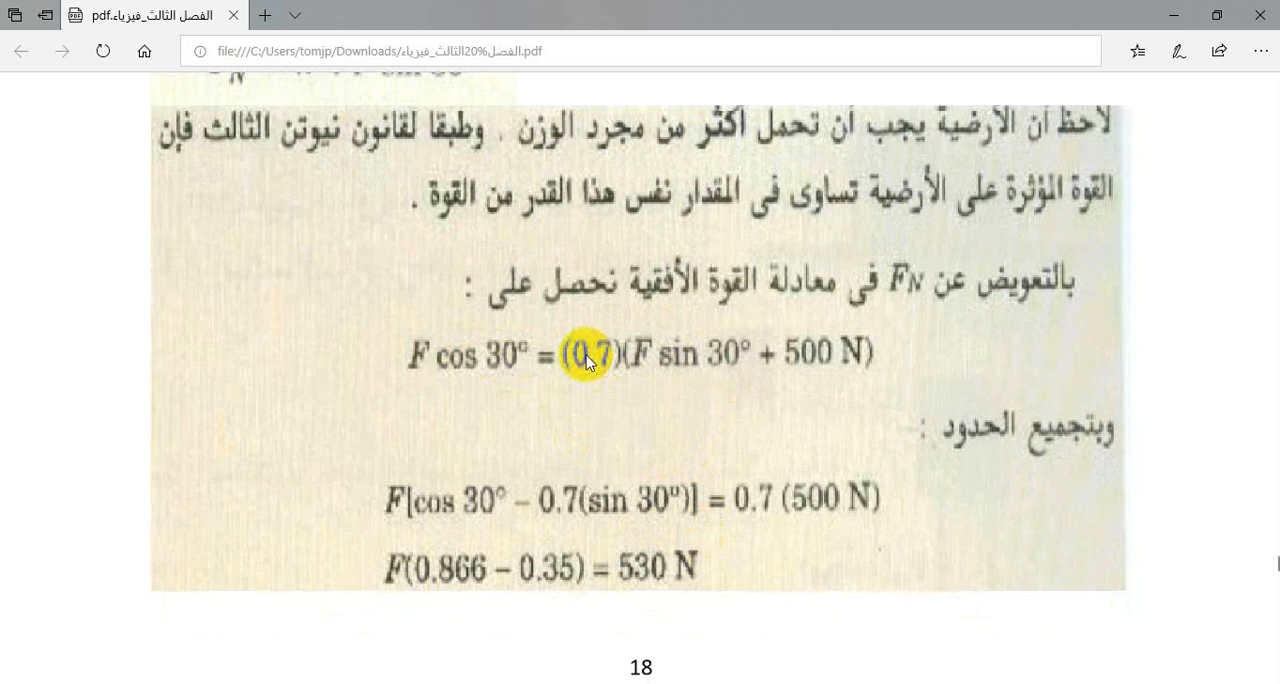 الفصل الثالث_فيزياء.pdf
file:///C:/Users/tomjp/Downloads/الفصل%20الثالث_فيزياء.pdf
لاحظ أن الأرضية يجب أن تحمل أكثر من مجرد الوزن . وطبقا لقانون نيوتن الثالث فإن
القوة المؤثرة على الأرضية تساوى فى المقدار نفس هذا القدر من القوة .
بالتعويض عن FN فى معادلة القوة الأفقية نحصل على :
F cos 30° = (0.7)(F sin 30° + 500 N)
وبتجميع الحدود :
F[cos 30° – 0.7(sin 30°)] = 0.7 (500 N)
F(0.866 – 0.35) = 530 N
18